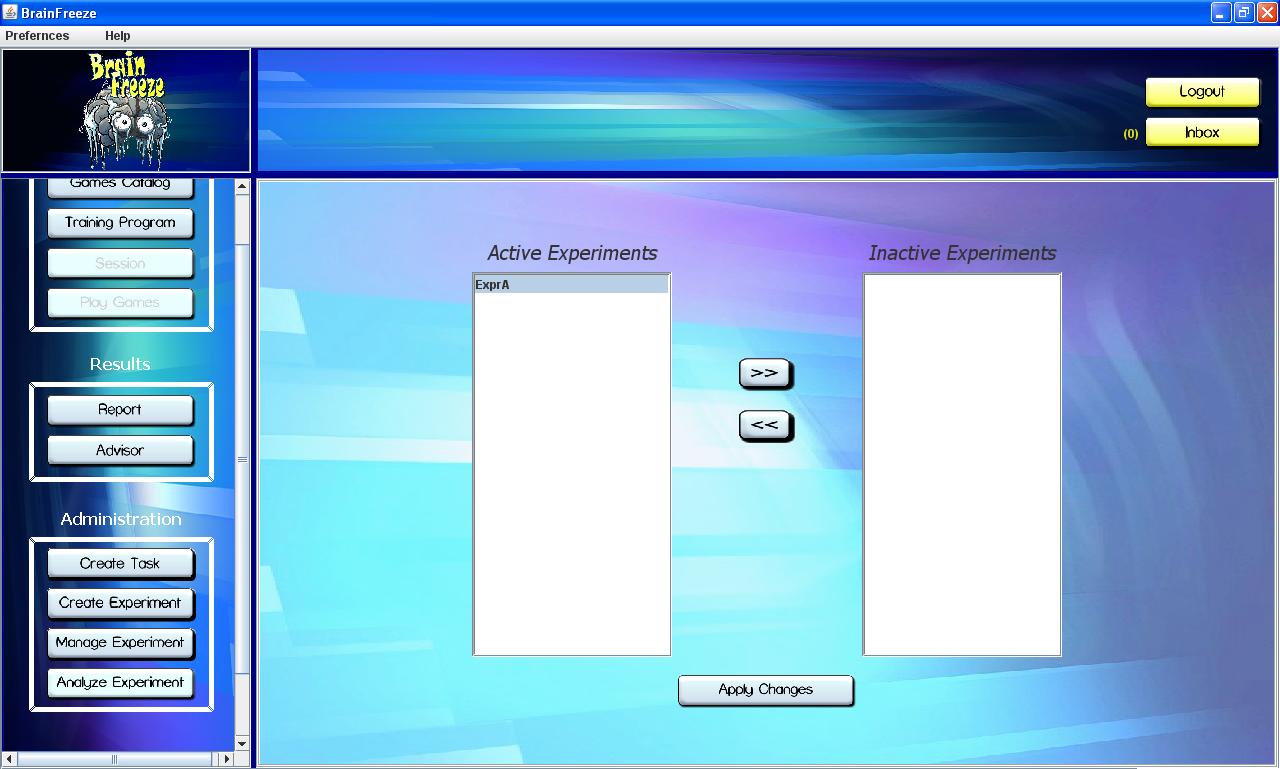 BrainFreeze
Prefernces Help
Brain
Freeze
Logout
(0) Inbox
Games Catalog
Training Program
Session
Play Games
Results
Report
Advisor
Administration
Create Task
Create Experiment
Manage Experiment
Analyze Experiment
Active Experiments
ExprA
>>
<<
Inactive Experiments
Apply Changes